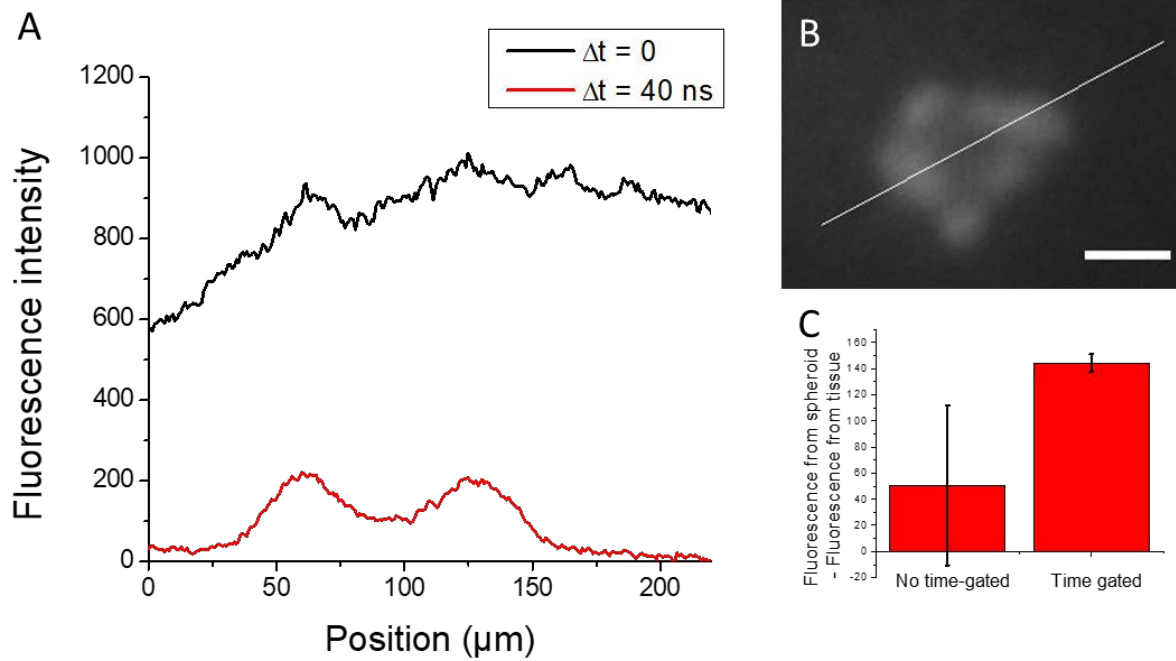 A
Δt = 0
Δt = 40 ns
1200
1000
800
600
400
200
0
0
50
100
150
200
Fluorescence intensity
Position (µm)
B
C
160
140
120
100
80
60
40
20
0
-20
Fluorescence from spheroid
- Fluorescence from tissue
No time-gated
Time gated